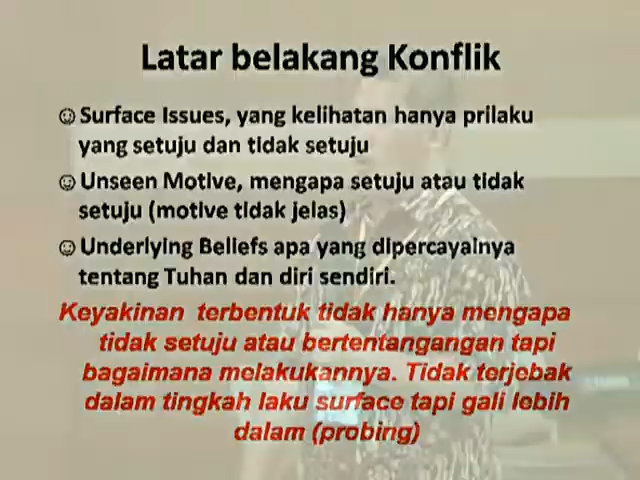 Latar belakang Konflik
☺Surface Issues, yang kelihatan hanya prilaku
yang setuju dan tidak setuju
☺Unseen Motive, mengapa setuju atau tidak
setuju (motive tidak jelas)
☺Underlying Beliefs apa yang dipercayainya
tentang Tuhan dan diri sendiri.
Keyakinan terbentuk tidak hanya mengapa
tidak setuju atau bertentangangan tapi
bagaimana melakukannya. Tidak terjebak
dalam tingkah laku surface tapi gali lebih
dalam (probing)